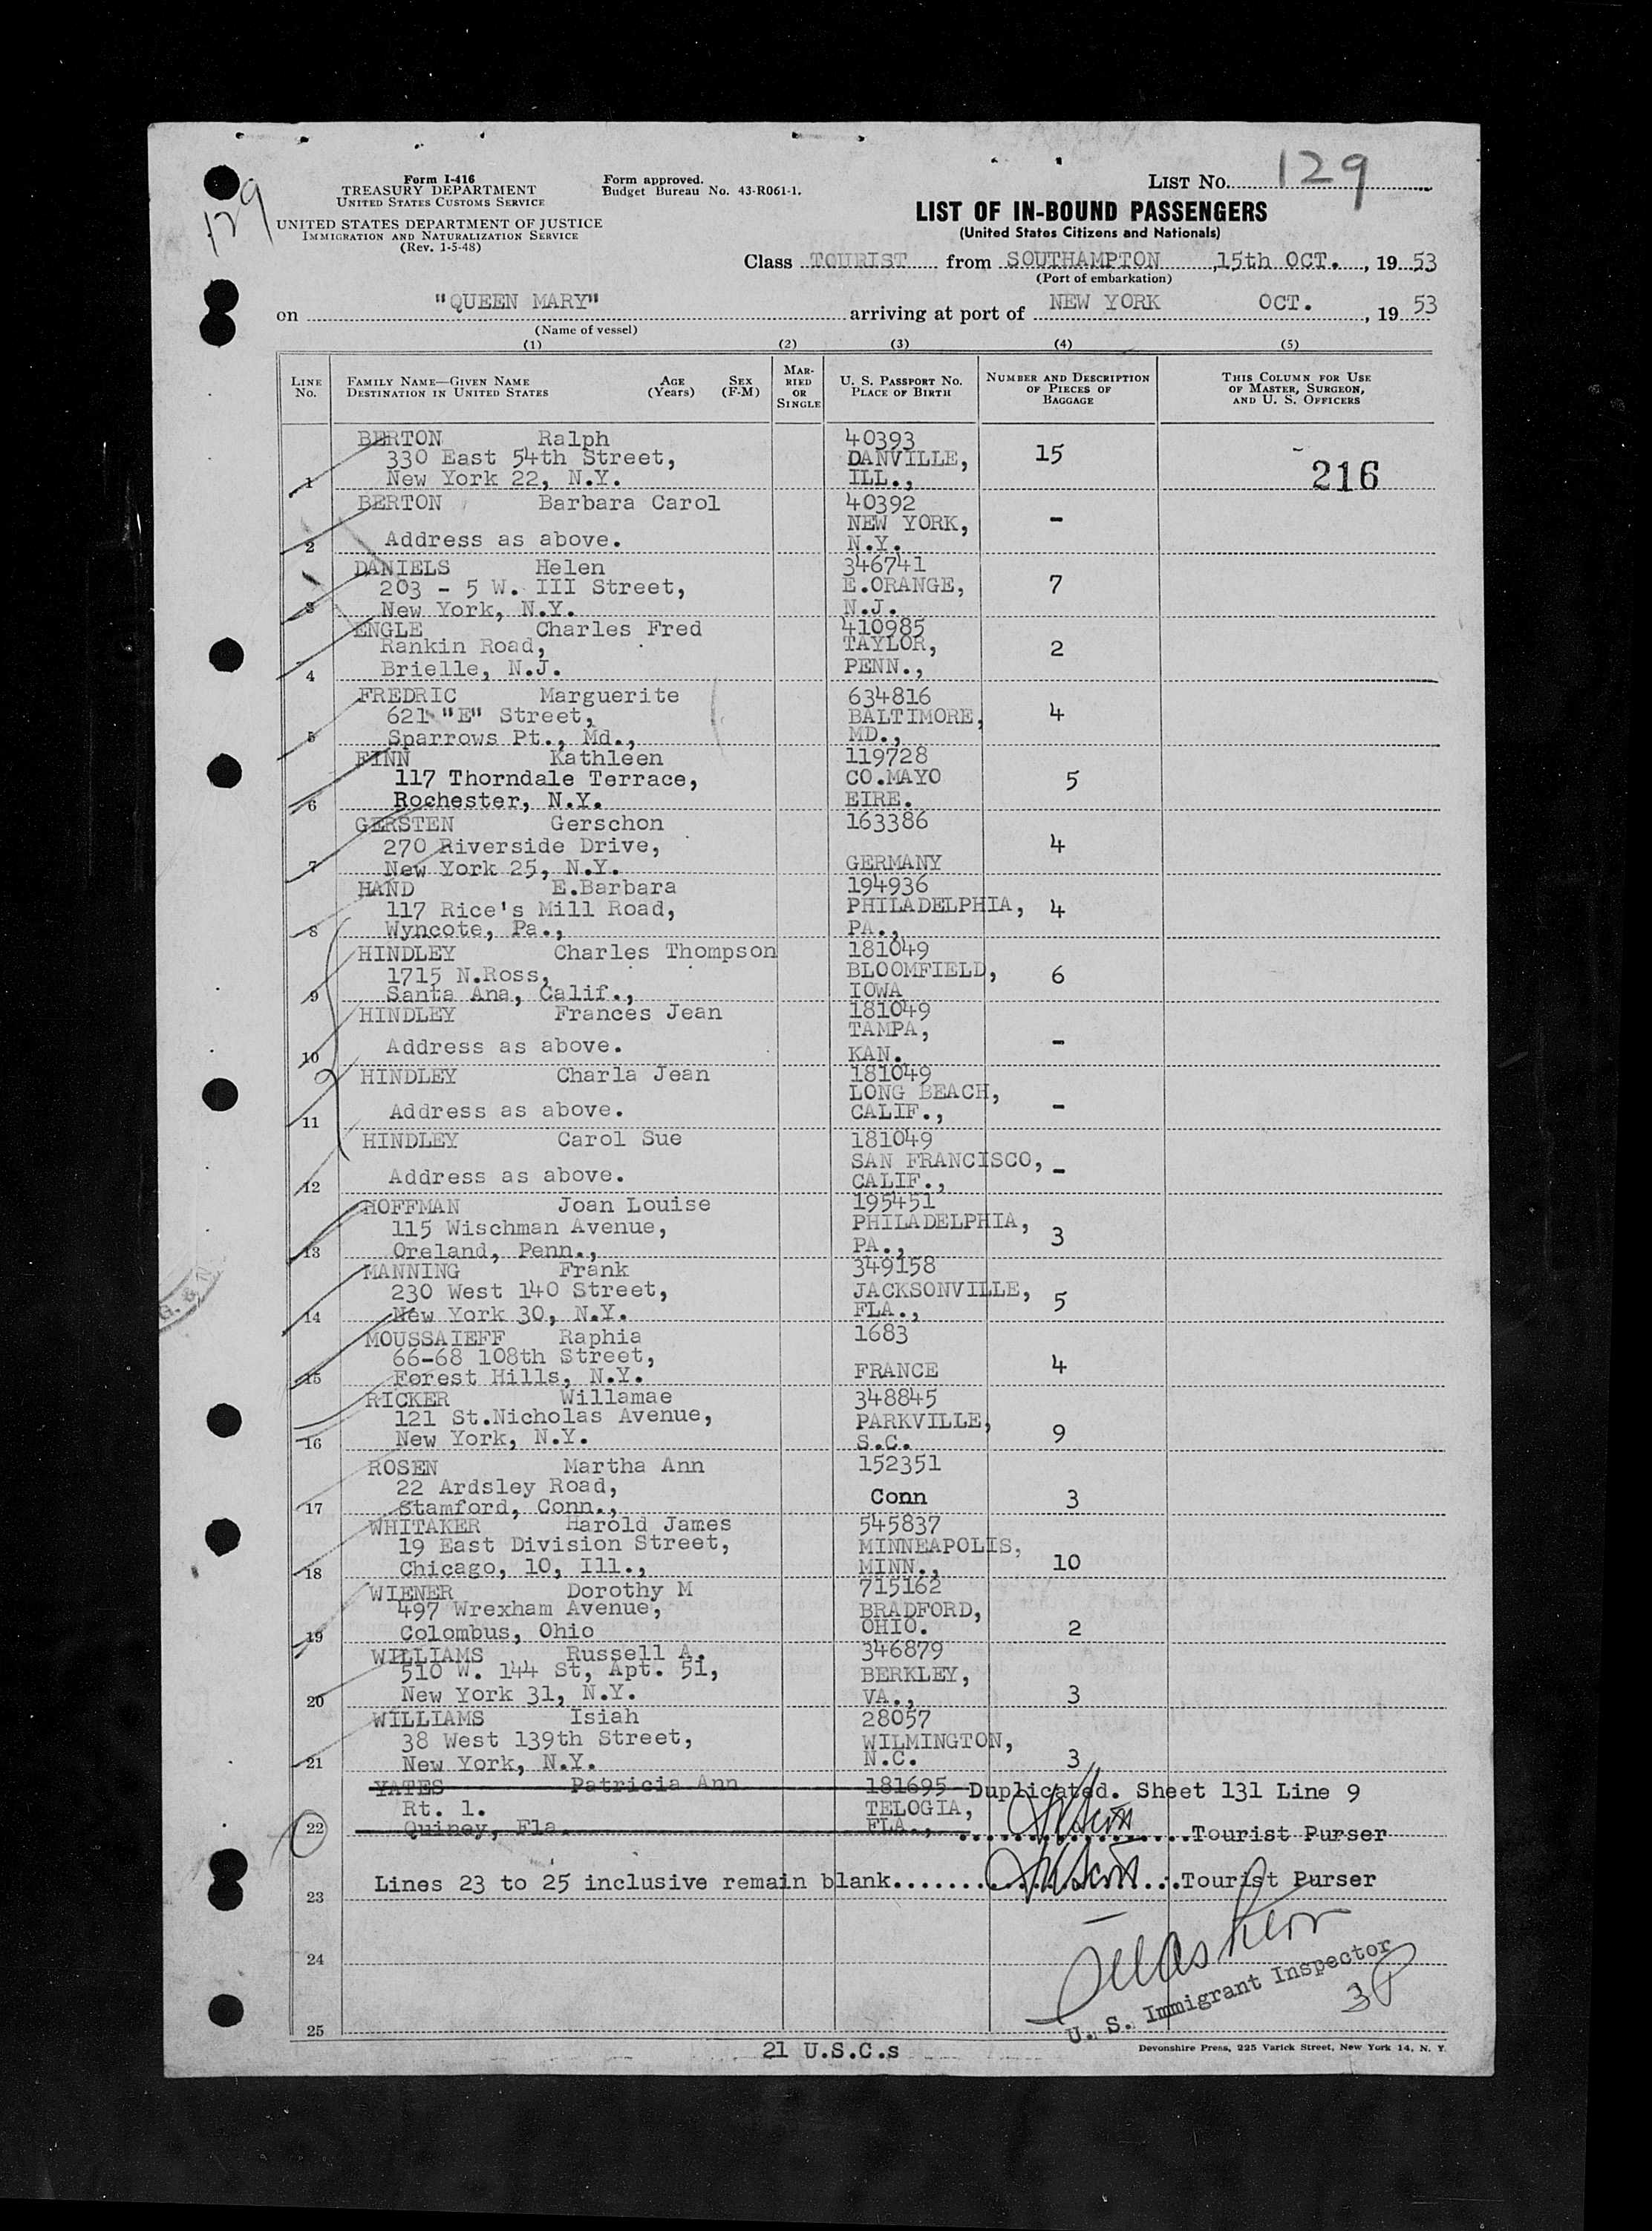 129
Form I-416
TREASURY DEPARTMENT
UNITED STATES CUSTOMS SERVICE
UNITED STATES DEPARTMENT OF JUSTICE
IMMIGRATION AND NATURALIZATION SERVICE
(Rev. 1-5-48)
Form approved.
Budget Bureau No. 43-R061-1.
LIST NO. 129
LIST OF IN-BOUND PASSENGERS
(United States Citizens and Nationals)
Class TOURIST from SOUTHAMPTON, 15th OCT., 1953
(Port of embarkation)
on "QUEEN MARY" arriving at port of NEW YORK OCT., 1953
(Name of vessel)
(1) (2) (3) (4) (5)
LINE NO. FAMILY NAME—GIVEN NAME DESTINATION IN UNITED STATES AGE (Years) SEX (F-M) MARRIED OR SINGLE U. S. PASSPORT NO. PLACE OF BIRTH NUMBER AND DESCRIPTION OF PIECES OF BAGGAGE THIS COLUMN FOR USE OF MASTER, SURGEON, AND U. S. OFFICERS
BERTON Ralph 40393
330 East 54th Street, DANVILLE, 15
1 New York 22, N.Y. ILL., 216
BERTON Barbara Carol 40392
NEW YORK, -
2 Address as above. N.Y.
DANIELS Helen 346741
203 - 5 W. III Street, E.ORANGE, 7
3 New York, N.Y. N.J.
ENGLE Charles Fred 410985
Rankin Road, TAYLOR, 2
4 Brielle, N.J. PENN.,
FREDRIC Marguerite 634816
621 "E" Street, BALTIMORE, 4
5 Sparrows Pt., Md., MD.,
FINN Kathleen 119728
117 Thorndale Terrace, CO.MAYO 5
6 Rochester, N.Y. EIRE.
GERSTEN Gerschon 163386
270 Riverside Drive, 4
7 New York 25, N.Y. GERMANY
HAND E.Barbara 194936
117 Rice's Mill Road, PHILADELPHIA, 4
8 Wyncote, Pa., PA.,
HINDLEY Charles Thompson 181049
1715 N.Ross, BLOOMFIELD, 6
9 Santa Ana, Calif., IOWA
HINDLEY Frances Jean 181049
TAMPA,
10 Address as above. KAN. -
HINDLEY Charla Jean 181049
LONG BEACH,
11 Address as above. CALIF., -
HINDLEY Carol Sue 181049
SAN FRANCISCO, -
12 Address as above. CALIF.,
HOFFMAN Joan Louise 195451
115 Wischman Avenue, PHILADELPHIA, 3
13 Oreland, Penn., PA.,
MANNING Frank 349158
230 West 140 Street, JACKSONVILLE, 5
14 New York 30, N.Y. FLA.,
MOUSSAIEFF Raphia 1683
66-68 108th Street, 4
15 Forest Hills, N.Y. FRANCE
RICKER Willamae 348845
121 St.Nicholas Avenue, PARKVILLE, 9
16 New York, N.Y. S.C.
ROSEN Martha Ann 152351
22 Ardsley Road, Conn 3
17 Stamford, Conn.,
WHITAKER Harold James 545837
19 East Division Street, MINNEAPOLIS, 10
18 Chicago, 10, Ill., MINN.,
WIENER Dorothy M 715162
497 Wrexham Avenue, BRADFORD,
19 Colombus, Ohio OHIO. 2
WILLIAMS Russell A. 346879
510 W. 144 St, Apt. 51, BERKLEY,
20 New York 31, N.Y. VA., 3
WILLIAMS Isiah 28057
38 West 139th Street, WILMINGTON,
21 New York, N.Y. N.C. 3
YATES Patricia Ann 181695 Duplicated. Sheet 131 Line 9
Rt. 1. TELOGIA,
22 Quincy, Fla. FLA., Tourist Purser
23 Lines 23 to 25 inclusive remain blank. Tourist Purser
24
U. S. Immigrant Inspector
25
21 U.S.C.s
Devonshire Press, 225 Varick Street, New York 14, N. Y.